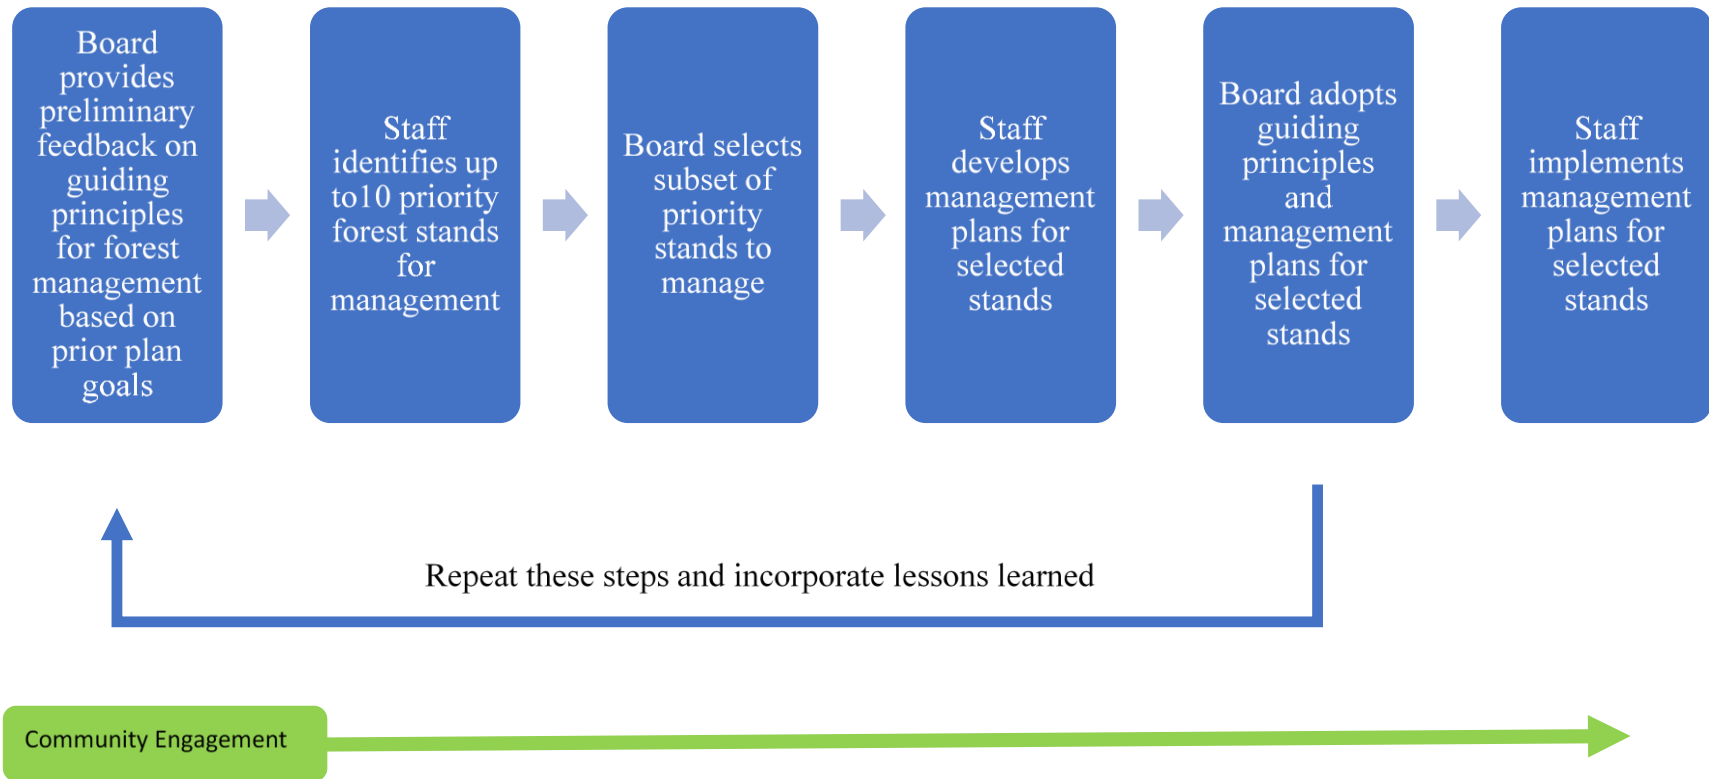 Board
provides
preliminary
feedback on
guiding
principles
for forest
management
based on
prior plan
goals
Staff
identifies up
to10 priority
forest stands
for
management
Board selects
subset of
priority
stands to
manage
Staff
develops
management
plans for
selected
stands
Board adopts
guiding
principles
and
management
plans for
selected
stands
Staff
implements
management
plans for
selected
stands
Repeat these steps and incorporate lessons learned
Community Engagement